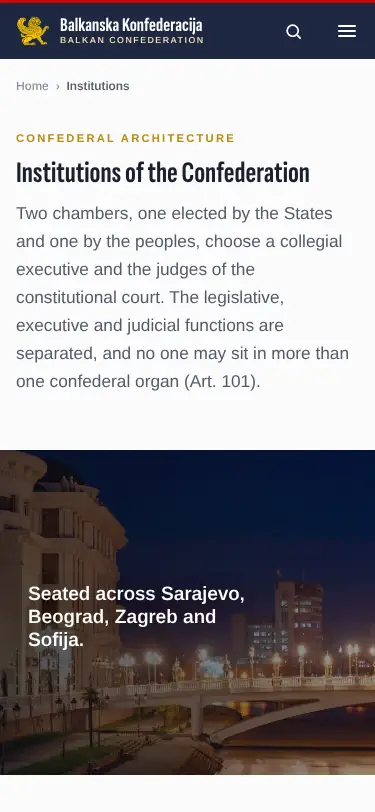 Balkanska Konfederacija
BALKAN CONFEDERATION
Home › Institutions
CONFEDERAL ARCHITECTURE
Institutions of the Confederation
Two chambers, one elected by the States
and one by the peoples, choose a collegial
executive and the judges of the
constitutional court. The legislative,
executive and judicial functions are
separated, and no one may sit in more than
one confederal organ (Art. 101).
Seated across Sarajevo,
Beograd, Zagreb and
Sofija.